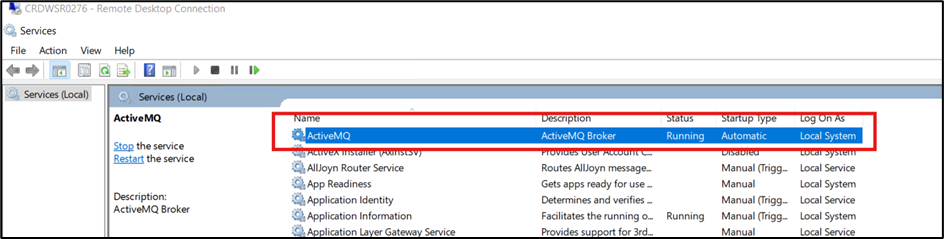 CRDWSR0276 - Remote Desktop Connection
Services
File Action View Help
Services (Local)
Services (Local)
ActiveMQ
Stop the service
Restart the service
Description:
ActiveMQ Broker
Name Description Status Startup Type Log On As
ActiveMQ ActiveMQ Broker Running Automatic Local System
ActiveX Installer (AxInstSV) Provides User Account C... Disabled Local System
AllJoyn Router Service Routes AllJoyn message... Manual (Trigg... Local Service
App Readiness Gets apps ready for use ... Manual Local System
Application Identity Determines and verifies ... Manual (Trigg... Local Service
Application Information Facilitates the running o... Running Manual (Trigg... Local System
Application Layer Gateway Service Provides support for 3rd... Manual Local Service